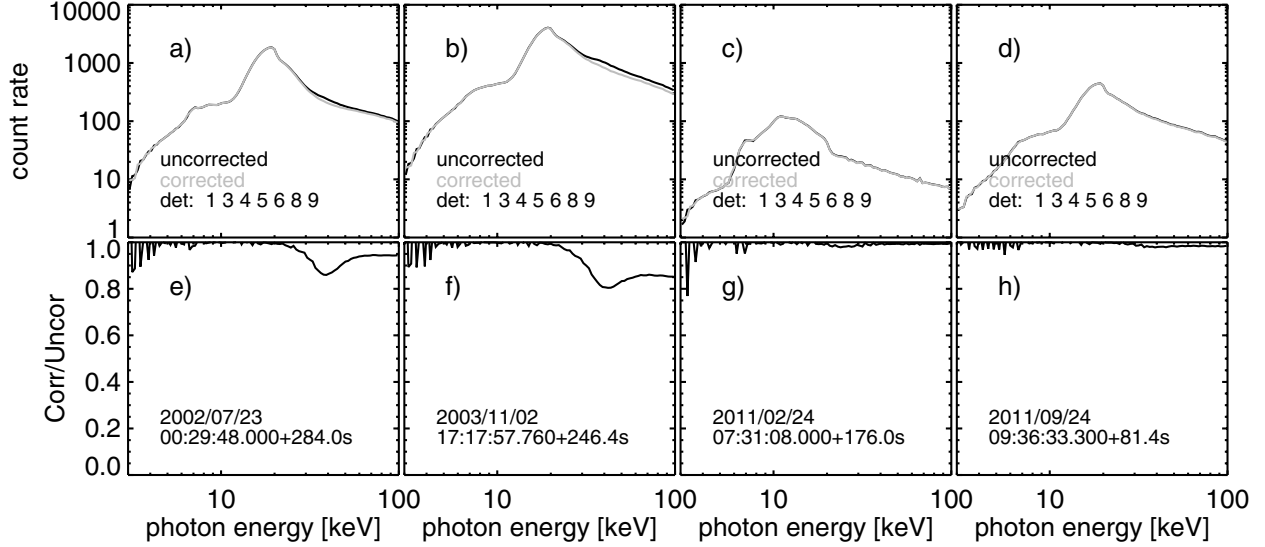 10000
1000
100
10
1
count rate
a)
uncorrected
corrected
det: 1 3 4 5 6 8 9
b)
uncorrected
corrected
det: 1 3 4 5 6 8 9
c)
uncorrected
corrected
det: 1 3 4 5 6 8 9
d)
uncorrected
corrected
det: 1 3 4 5 6 8 9
1.0
0.8
0.6
0.4
0.2
0.0
Corr/Uncor
e)
2002/07/23
00:29:48.000+284.0s
f)
2003/11/02
17:17:57.760+246.4s
g)
2011/02/24
07:31:08.000+176.0s
h)
2011/09/24
09:36:33.300+81.4s
10 100 10 100 10 100 10 100
photon energy [keV] photon energy [keV] photon energy [keV] photon energy [keV]